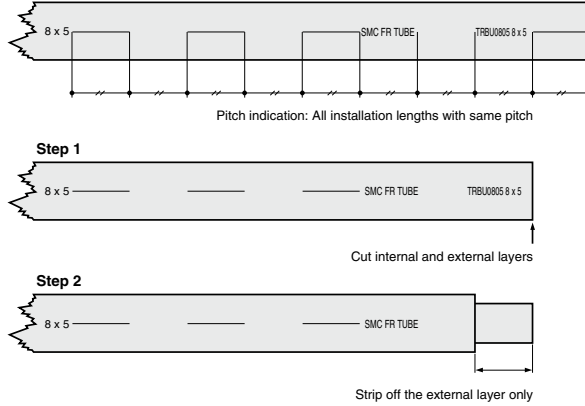 8 x 5 SMC FR TUBE TRBU0805 8 x 5
Pitch indication: All installation lengths with same pitch
Step 1
8 x 5 SMC FR TUBE TRBU0805 8 x 5
Cut internal and external layers
Step 2
8 x 5 SMC FR TUBE
Strip off the external layer only